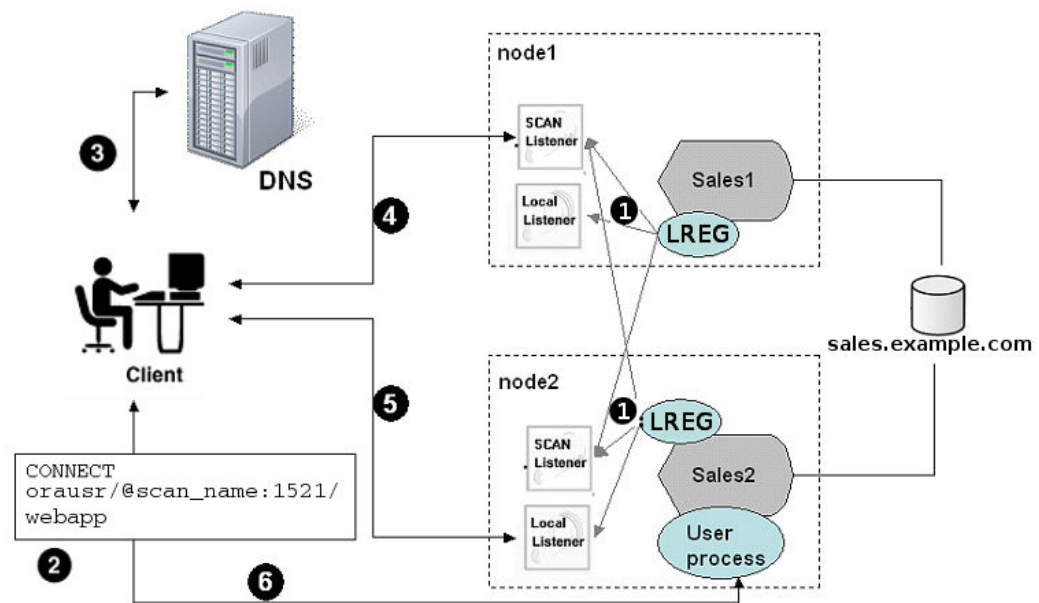 DNS
3
Client
CONNECT
orausr/@scan_name:1521/
webapp
2
4
5
6
node1
SCAN
Listener
Local
Listener
1
Sales1
LREG
sales.example.com
node2
1
LREG
SCAN
Listener
Local
Listener
Sales2
User
process